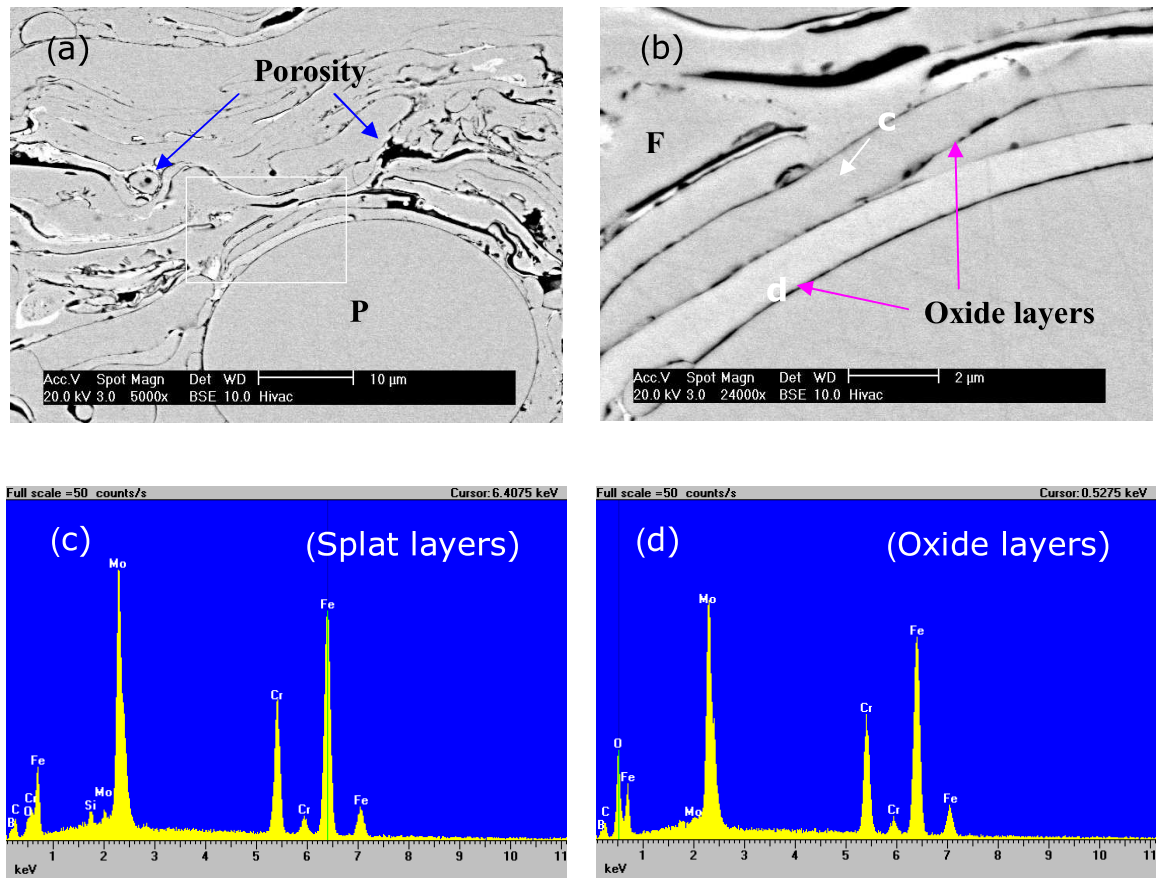 (a)
Porosity
P
Acc.V Spot Magn Det WD 10 µm
20.0 kV 3.0 5000x BSE 10.0 Hivac
(b)
c
F
d
Oxide layers
Acc.V Spot Magn Det WD 2 µm
20.0 kV 3.0 24000x BSE 10.0 Hivac
Full scale =50 counts/s Cursor: 6.4075 keV
(c) (Splat layers)
Mo
Fe
Cr
Fe
Mo
Cr
Si
C
O
B
Cr
Fe
1 2 3 4 5 6 7 8 9 10 11
keV
Full scale =50 counts/s Cursor: 0.5275 keV
(d) (Oxide layers)
Mo
Fe
Cr
O
Fe
Mo
C
B
Cr
Fe
1 2 3 4 5 6 7 8 9 10 11
keV